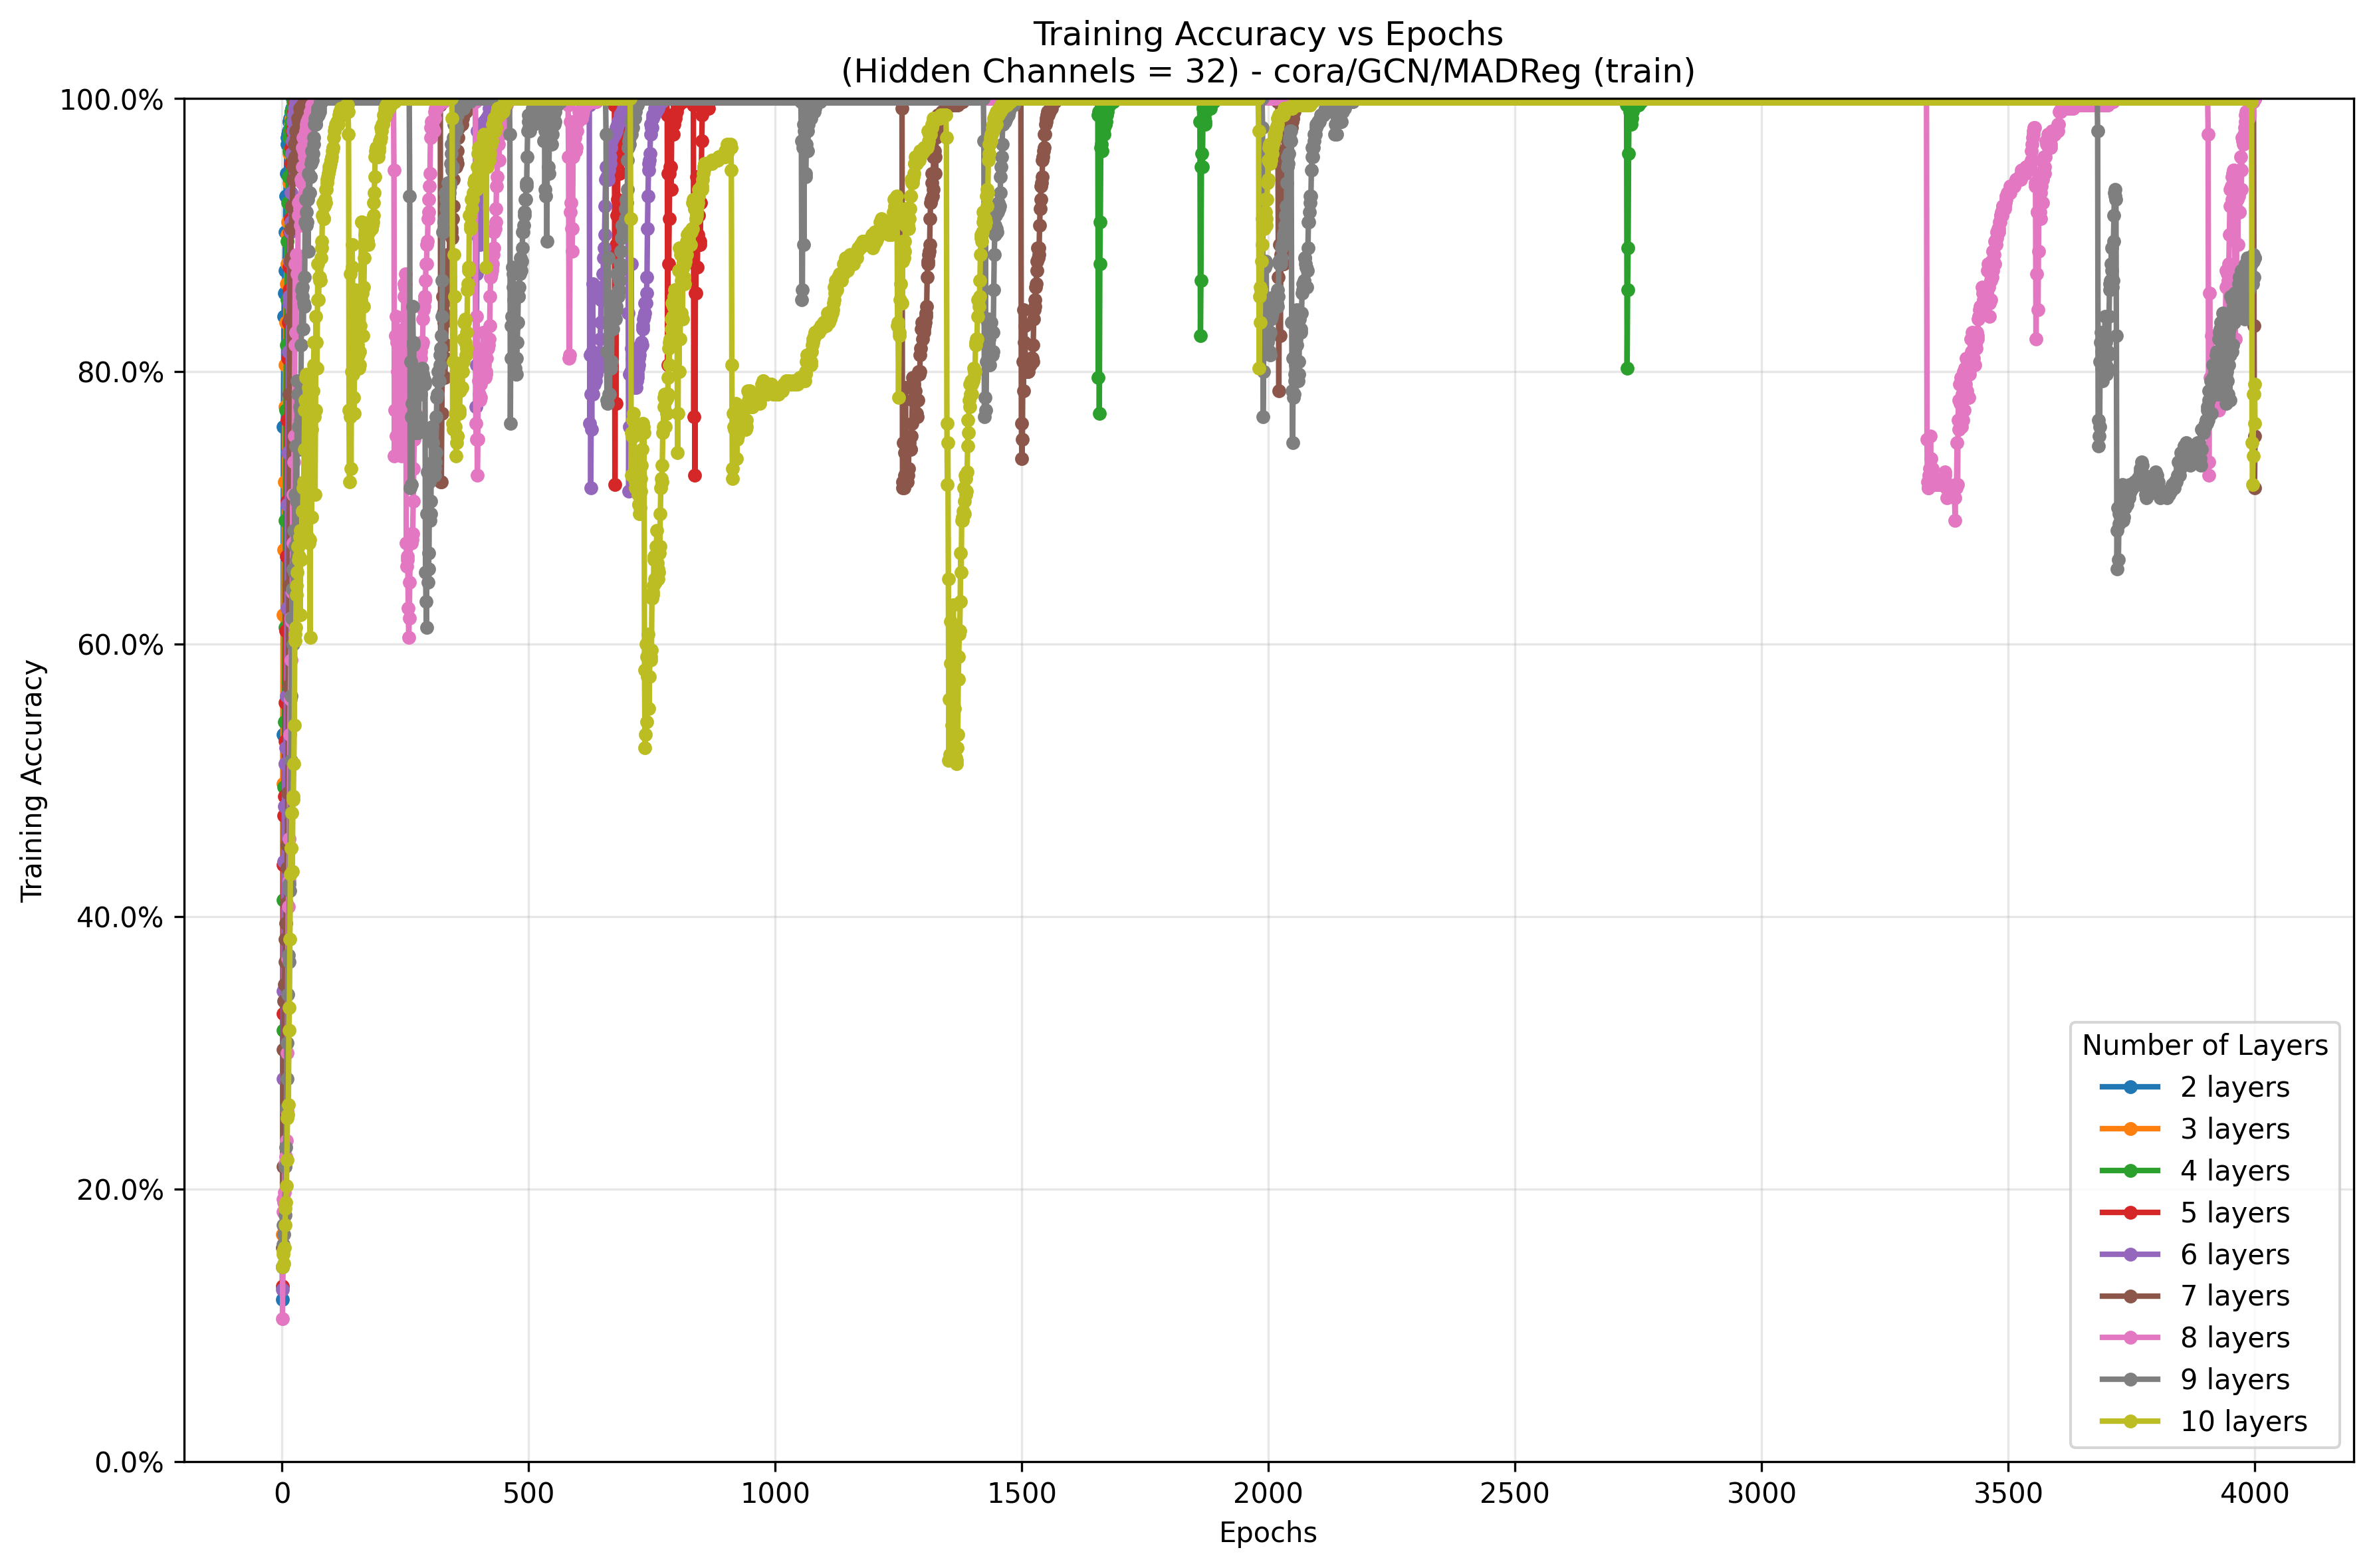 Training Accuracy vs Epochs
(Hidden Channels = 32) - cora/GCN/MADReg (train)
100.0%
80.0%
60.0%
40.0%
20.0%
0.0%
Training Accuracy
0
500
1000
1500
2000
2500
3000
3500
4000
Epochs
Number of Layers
2 layers
3 layers
4 layers
5 layers
6 layers
7 layers
8 layers
9 layers
10 layers